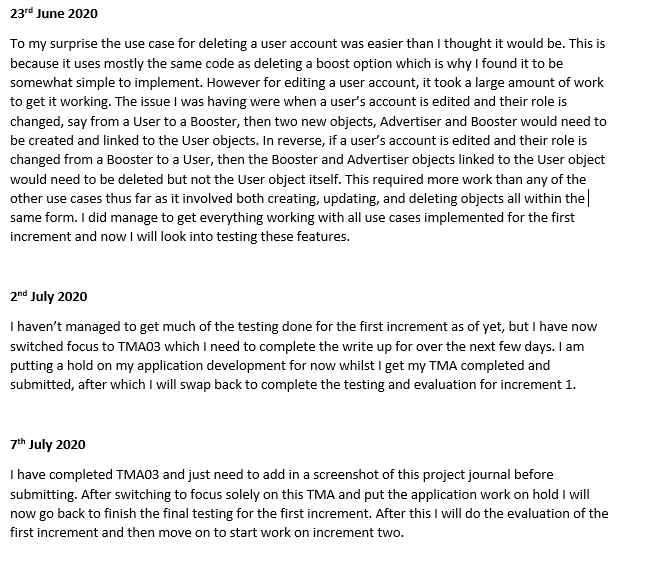 23rd June 2020
To my surprise the use case for deleting a user account was easier than I thought it would be. This is
because it uses mostly the same code as deleting a boost option which is why I found it to be
somewhat simple to implement. However for editing a user account, it took a large amount of work
to get it working. The issue I was having were when a user’s account is edited and their role is
changed, say from a User to a Booster, then two new objects, Advertiser and Booster would need to
be created and linked to the User objects. In reverse, if a user’s account is edited and their role is
changed from a Booster to a User, then the Booster and Advertiser objects linked to the User object
would need to be deleted but not the User object itself. This required more work than any of the
other use cases thus far as it involved both creating, updating, and deleting objects all within the
same form. I did manage to get everything working with all use cases implemented for the first
increment and now I will look into testing these features.
2nd July 2020
I haven’t managed to get much of the testing done for the first increment as of yet, but I have now
switched focus to TMA03 which I need to complete the write up for over the next few days. I am
putting a hold on my application development for now whilst I get my TMA completed and
submitted, after which I will swap back to complete the testing and evaluation for increment 1.
7th July 2020
I have completed TMA03 and just need to add in a screenshot of this project journal before
submitting. After switching to focus solely on this TMA and put the application work on hold I will
now go back to finish the final testing for the first increment. After this I will do the evaluation of the
first increment and then move on to start work on increment two.